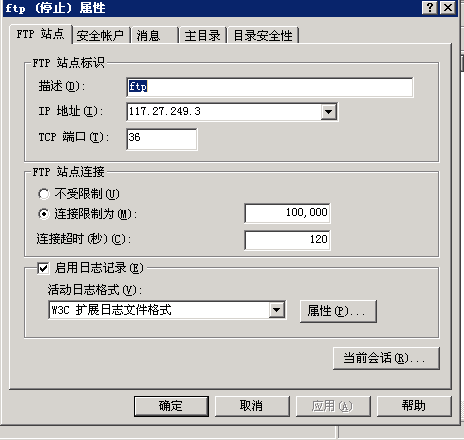 ftp (停止) 属性
FTP 站点 安全帐户 消息 主目录 目录安全性
FTP 站点标识
描述(D): ftp
IP 地址(I): 117.27.249.3
TCP 端口(T): 36
FTP 站点连接
不受限制(U)
连接限制为(M): 100,000
连接超时(秒)(C): 120
启用日志记录(E)
活动日志格式(V):
W3C 扩展日志文件格式 属性(P)...
当前会话(R)...
确定 取消 应用(A) 帮助